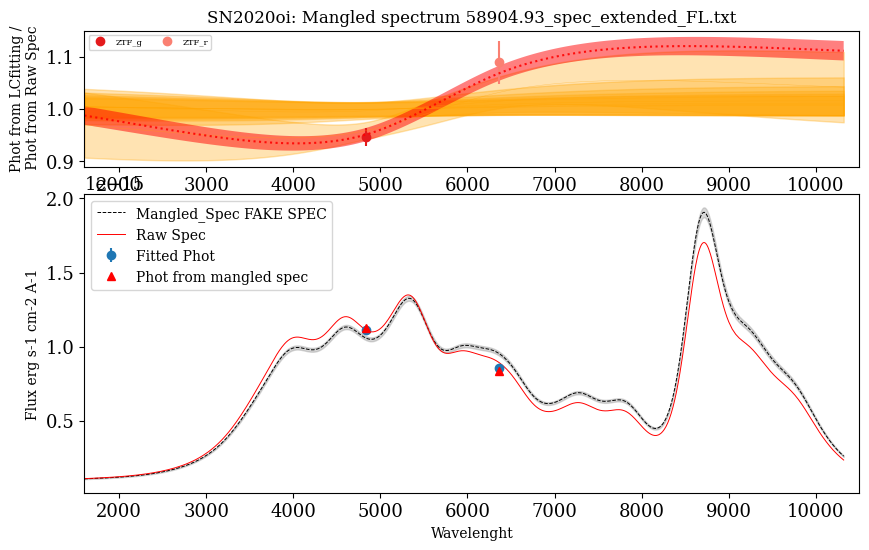 SN2020oi: Mangled spectrum 58904.93_spec_extended_FL.txt
Phot from LCfitting /
Phot from Raw Spec
ZTF_g
ZTF_r
1.1
1.0
0.9
2000 3000 4000 5000 6000 7000 8000 9000 10000
1e−15
Flux erg s-1 cm-2 A-1
2.0
1.5
1.0
0.5
Mangled_Spec FAKE SPEC
Raw Spec
Fitted Phot
Phot from mangled spec
2000 3000 4000 5000 6000 7000 8000 9000 10000
Wavelenght